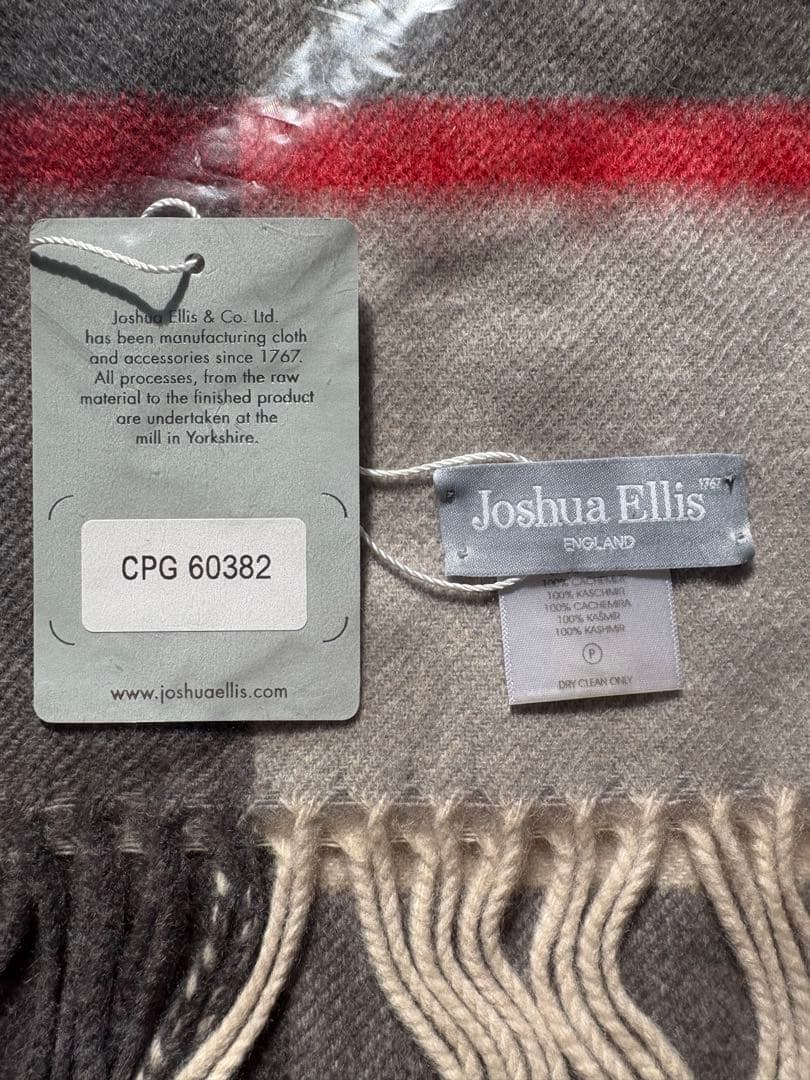 Joshua Ellis & Co. Ltd.
has been manufacturing cloth
and accessories since 1767.
All processes, from the raw
material to the finished product
are undertaken at the
mill in Yorkshire.
CPG 60382
www.joshuaellis.com
Joshua Ellis 1767
ENGLAND
100% CACHEMIR
100% KASCHMIR
100% CACHEMIRA
100% KAŠMIR
100% KASHMIR
P
DRY CLEAN ONLY